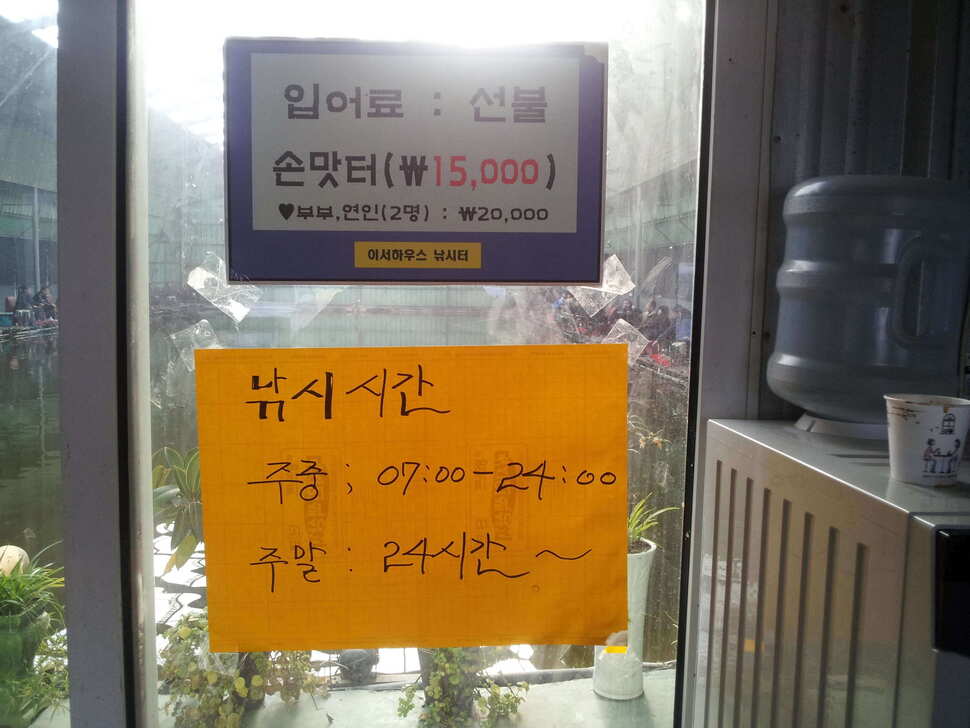 입어료 : 선불
손맛터(₩15,000)
♥부부,연인(2명) : ₩20,000
이서하우스 낚시터
낚시 시간
주중 ; 07:00 - 24:00
주말 : 24시간 ~